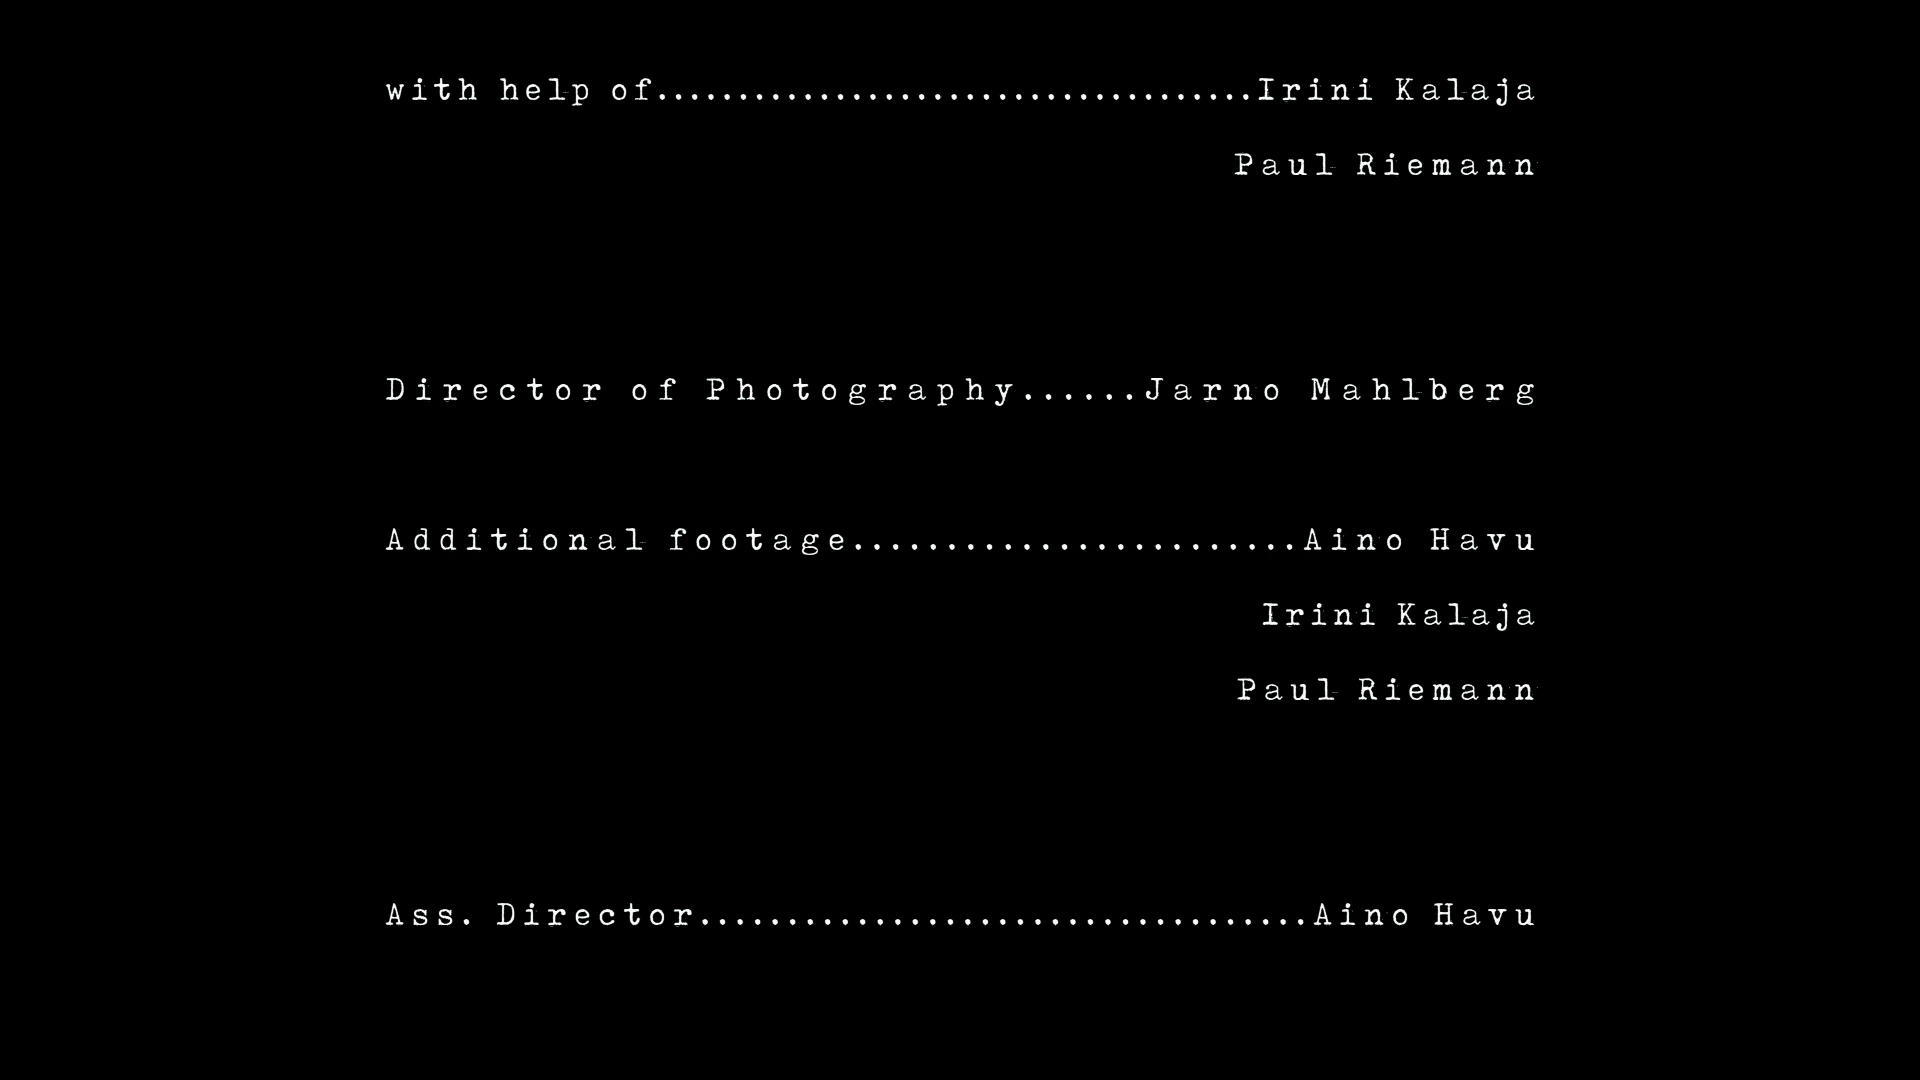 with help of.....................................Irini Kalaja
Paul Riemann
Director of Photography......Jarno Mahlberg
Additional footage........................Aino Havu
Irini Kalaja
Paul Riemann
Ass. Director..................................Aino Havu